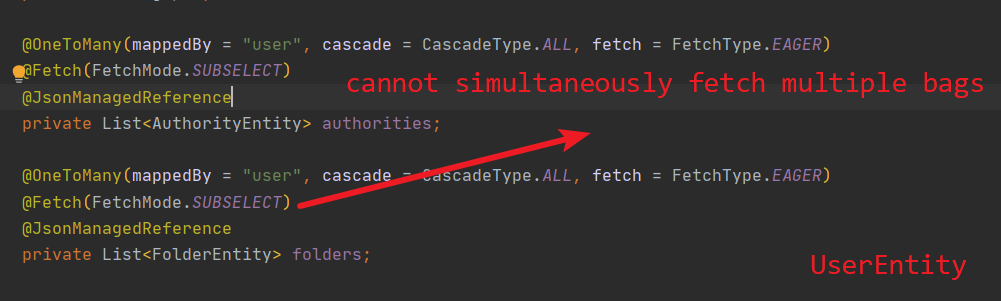 @OneToMany(mappedBy = "user", cascade = CascadeType.ALL, fetch = FetchType.EAGER)
@Fetch(FetchMode.SUBSELECT)
cannot simultaneously fetch multiple bags
@JsonManagedReference
private List<AuthorityEntity> authorities;
@OneToMany(mappedBy = "user", cascade = CascadeType.ALL, fetch = FetchType.EAGER)
@Fetch(FetchMode.SUBSELECT)
@JsonManagedReference
private List<FolderEntity> folders;
UserEntity